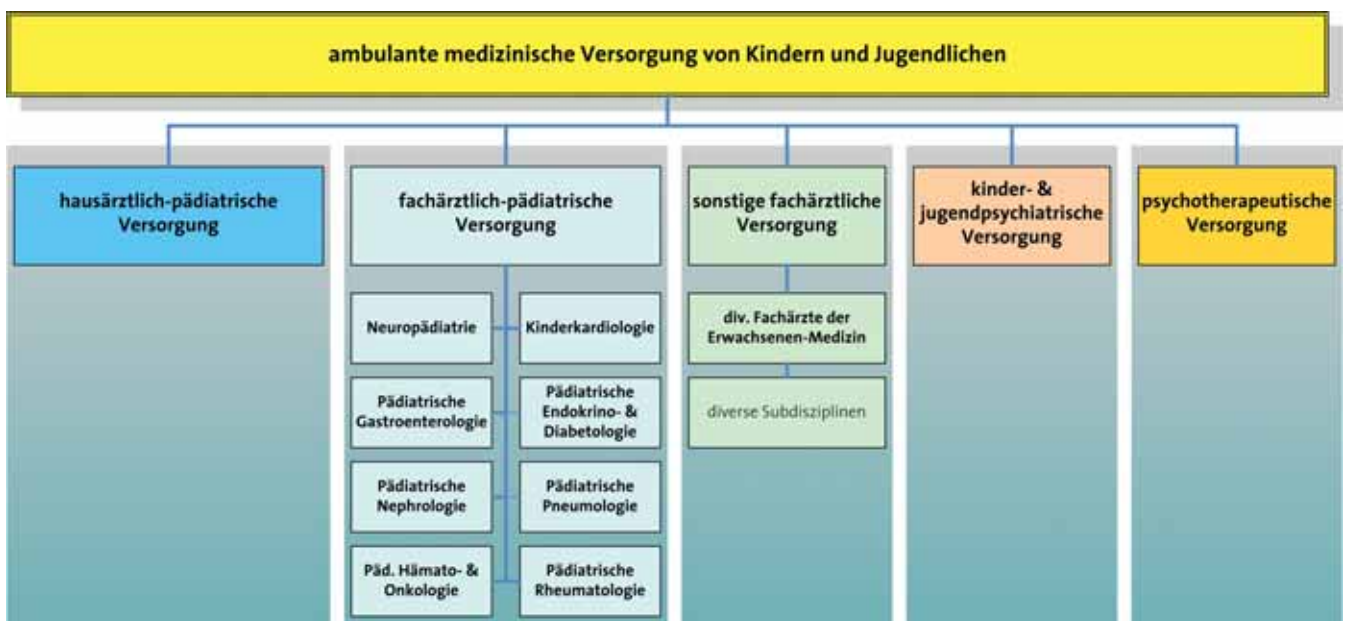 ambulante medizinische Versorgung von Kindern und Jugendlichen
hausärztlich-pädiatrische
Versorgung
fachärztlich-pädiatrische
Versorgung
sonstige fachärztliche
Versorgung
kinder- &
jugendpsychiatrische
Versorgung
psychotherapeutische
Versorgung
Neuropädiatrie
Kinderkardiologie
Pädiatrische
Gastroenterologie
Pädiatrische
Endokrino- &
Diabetologie
Pädiatrische
Nephrologie
Pädiatrische
Pneumologie
Päd. Hämato- &
Onkologie
Pädiatrische
Rheumatologie
div. Fachärzte der
Erwachsenen-Medizin
diverse Subdisziplinen